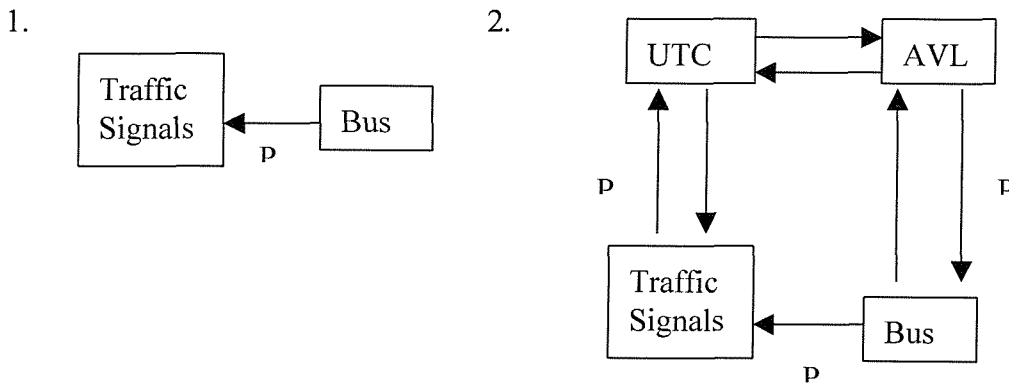 1.
Traffic
Signals
Bus
P
2.
UTC
AVL
P
P
Traffic
Signals
Bus
P